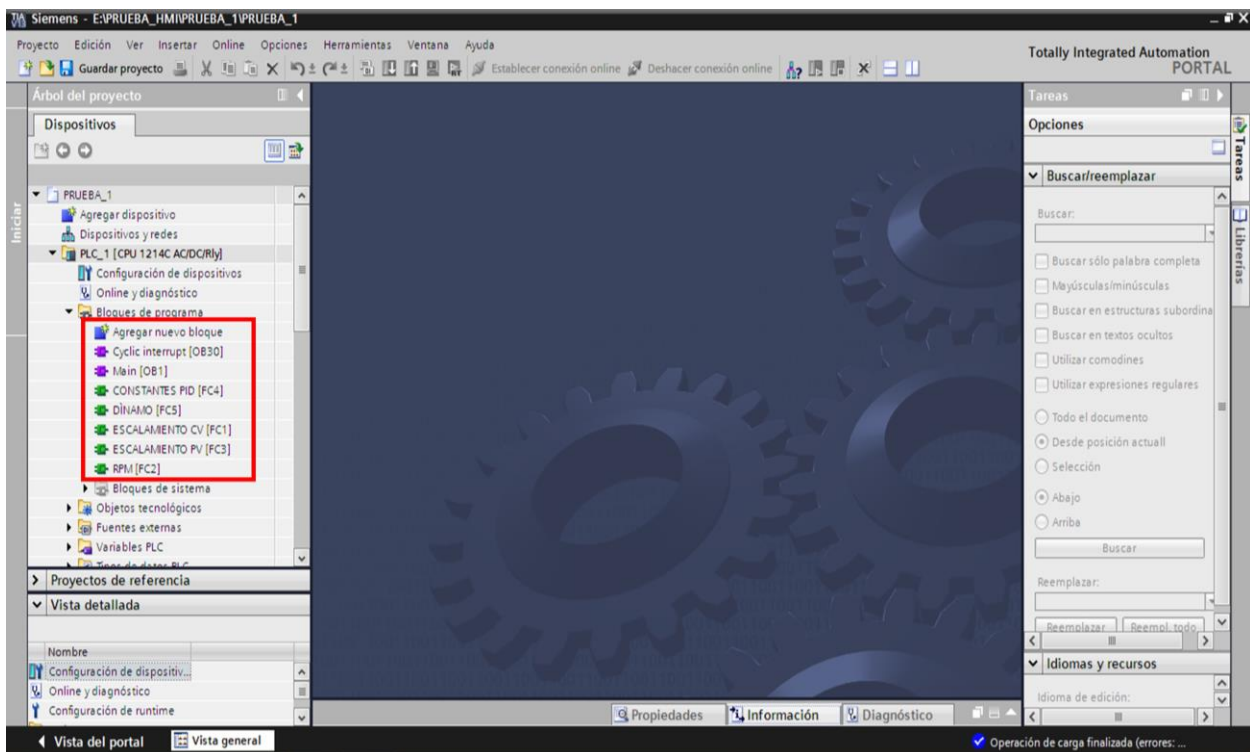 Siemens - E:\PRUEBA_HMI\PRUEBA_1\PRUEBA_1
Proyecto Edición Ver Insertar Online Opciones Herramientas Ventana Ayuda
Guardar proyecto Establecer conexión online Deshacer conexión online
Totally Integrated Automation
PORTAL
Iniciar
Árbol del proyecto
Dispositivos
PRUEBA_1
Agregar dispositivo
Dispositivos y redes
PLC_1 [CPU 1214C AC/DC/Rly]
Configuración de dispositivos
Online y diagnóstico
Bloques de programa
Agregar nuevo bloque
Cyclic interrupt [OB30]
Main [OB1]
CONSTANTES PID [FC4]
DÌNAMO [FC5]
ESCALAMIENTO CV [FC1]
ESCALAMIENTO PV [FC3]
RPM [FC2]
Bloques de sistema
Objetos tecnológicos
Fuentes externas
Variables PLC
Tipos de datos PLC
Proyectos de referencia
Vista detallada
Nombre
Configuración de dispositiv...
Online y diagnóstico
Configuración de runtime
Propiedades Información Diagnóstico
Tareas
Opciones
Buscar/reemplazar
Buscar:
Buscar sólo palabra completa
Mayúsculas/minúsculas
Buscar en estructuras subordina
Buscar en textos ocultos
Utilizar comodines
Utilizar expresiones regulares
Todo el documento
Desde posición actuall
Selección
Abajo
Arriba
Buscar
Reemplazar:
Reemplazar Reempl. todo
Idiomas y recursos
Idioma de edición:
Tareas
Librerías
Vista del portal Vista general
Operación de carga finalizada (errores: ...